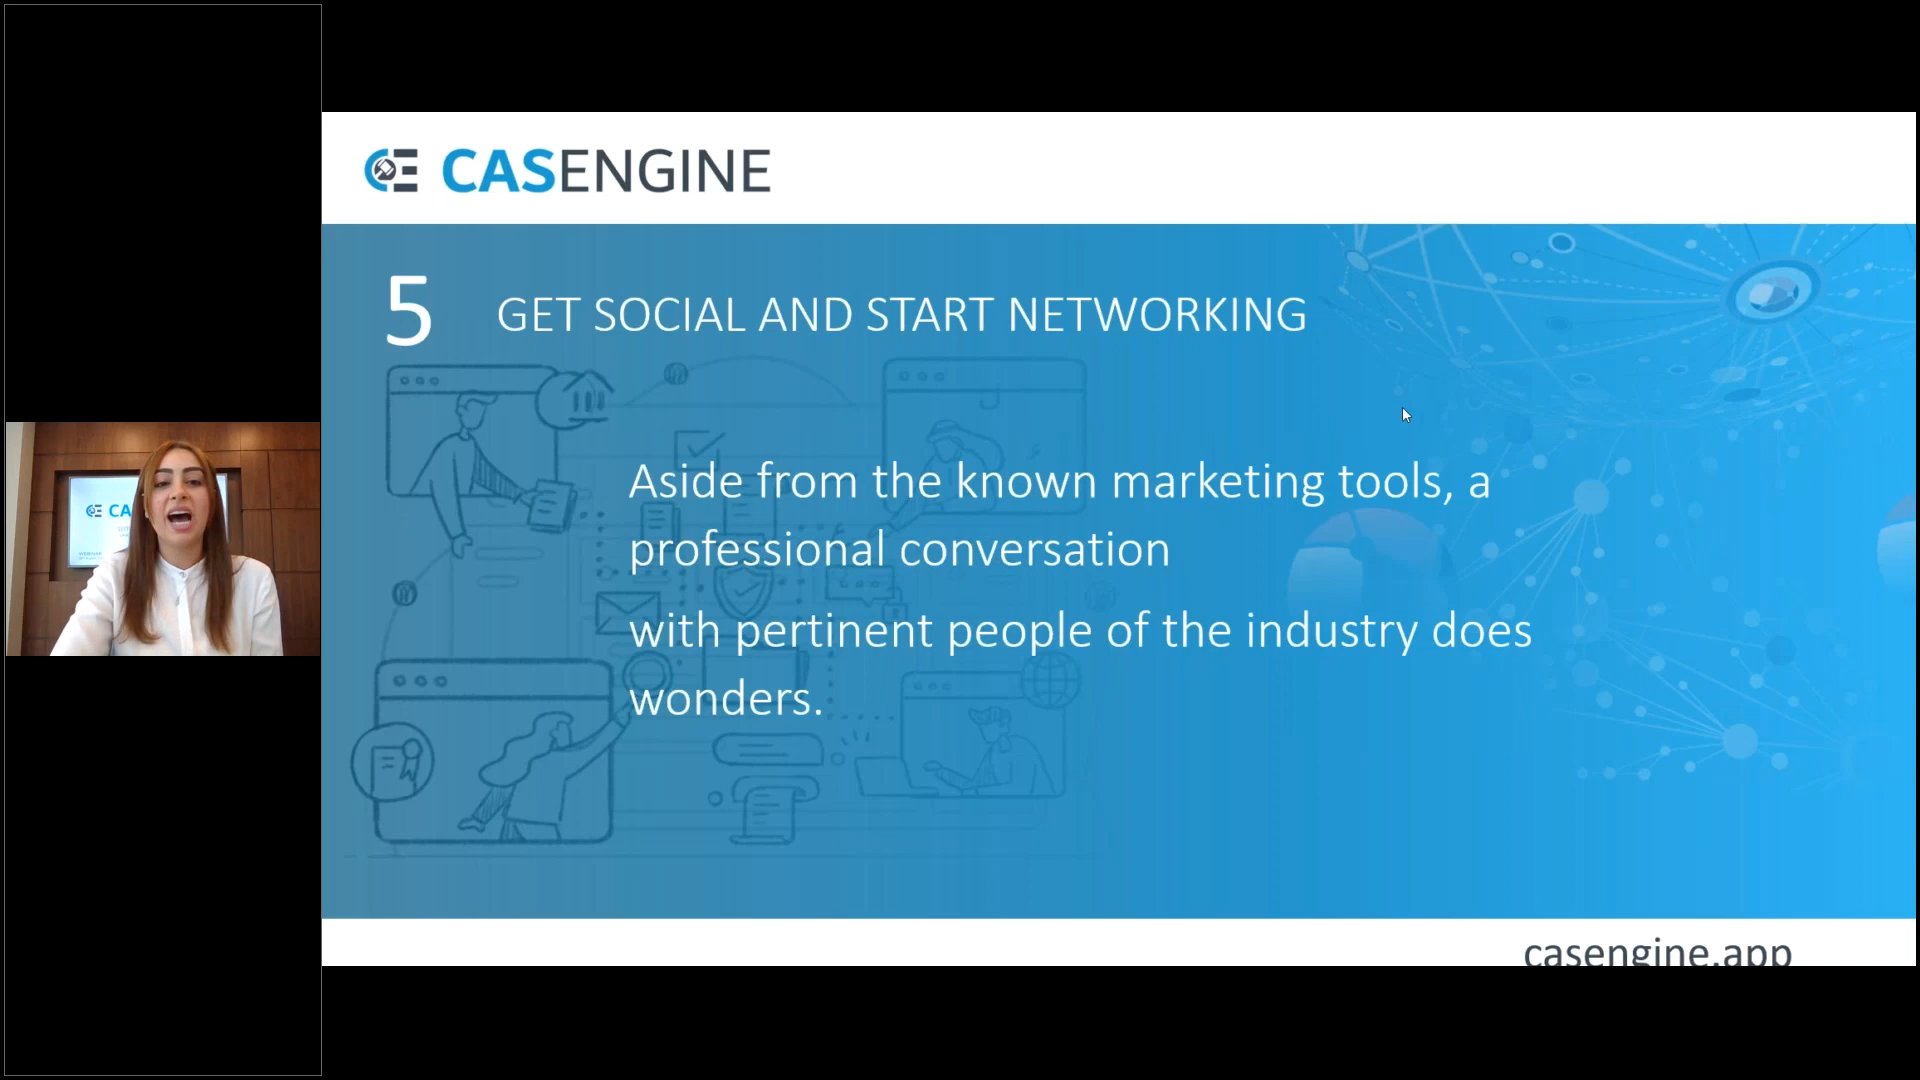 CASENGINE
5 GET SOCIAL AND START NETWORKING
Aside from the known marketing tools, a
professional conversation
with pertinent people of the industry does
wonders.
casengine.app
CA